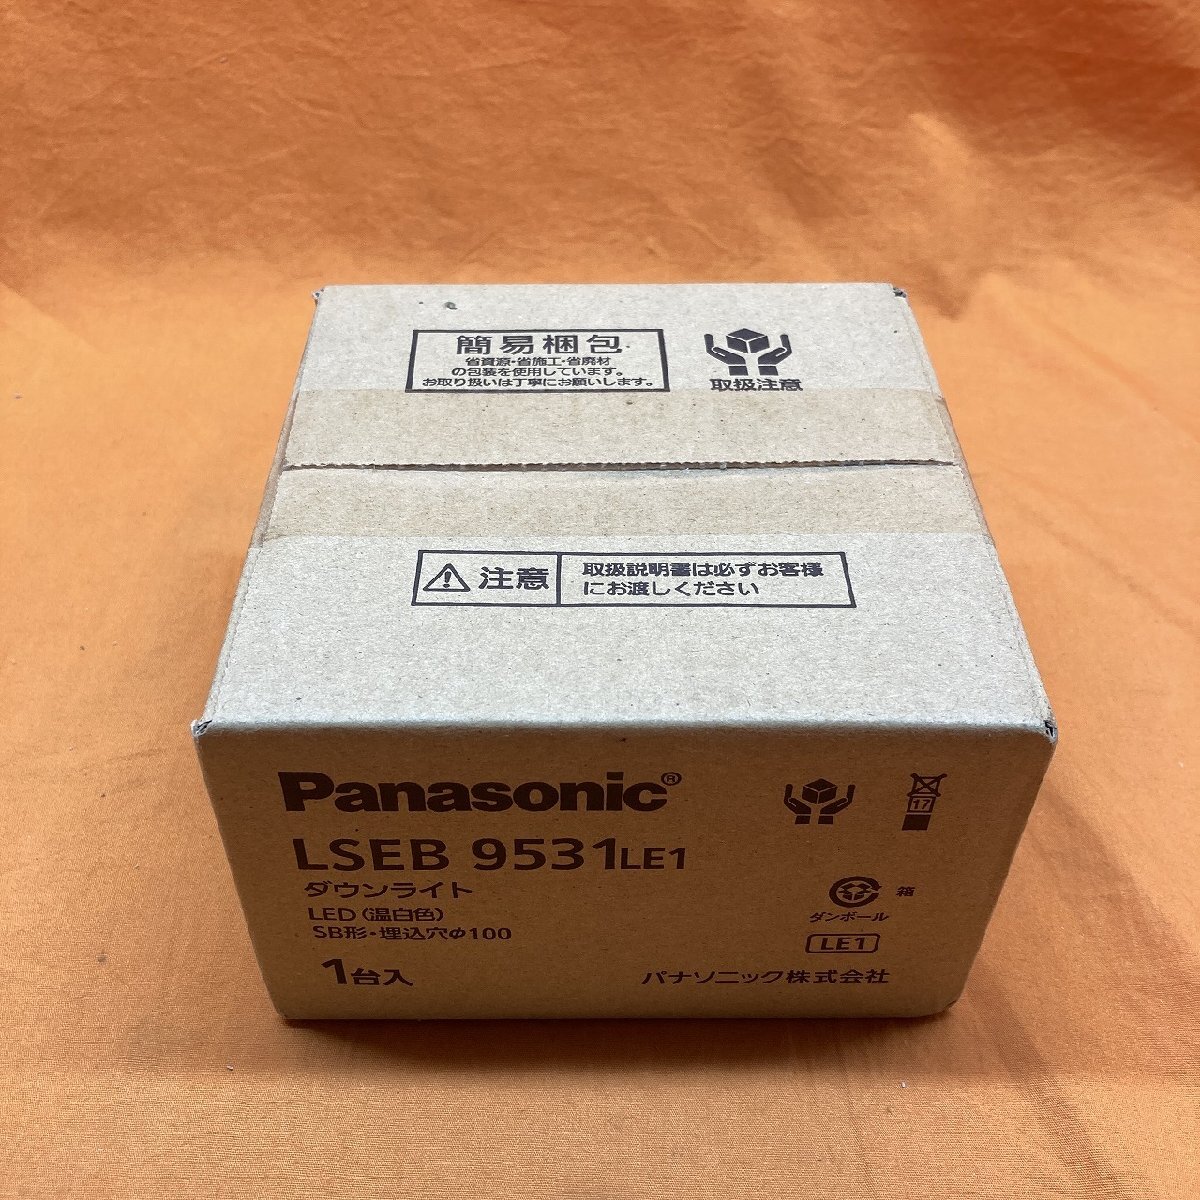 簡易梱包
省資源・省施工・省廃材
の包装を使用しています。
お取り扱いは丁寧にお願いします。
取扱注意
注意
取扱説明書は必ずお客様
にお渡しください
Panasonic®
LSEB 9531LE1
ダウンライト
LED(温白色)
SB形・埋込穴φ100
1台入
17
箱
ダンボール
LE1
パナソニック株式会社